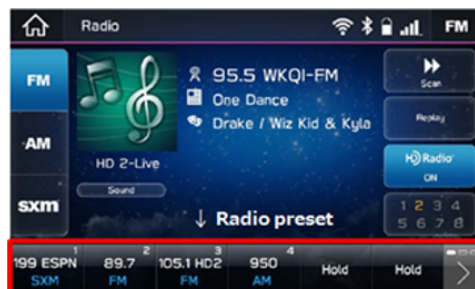 Radio
FM
FM
AM
sxm
95.5 WKQI-FM
One Dance
Drake / Wiz Kid & Kyla
HD 2-Live
Sound
Scan
Replay
HD Radio
ON
1 2 3 4
5 6 7 8
↓ Radio preset
1
199 ESPN
SXM
2
89.7
FM
3
105.1 HD2
FM
4
950
AM
Hold
Hold